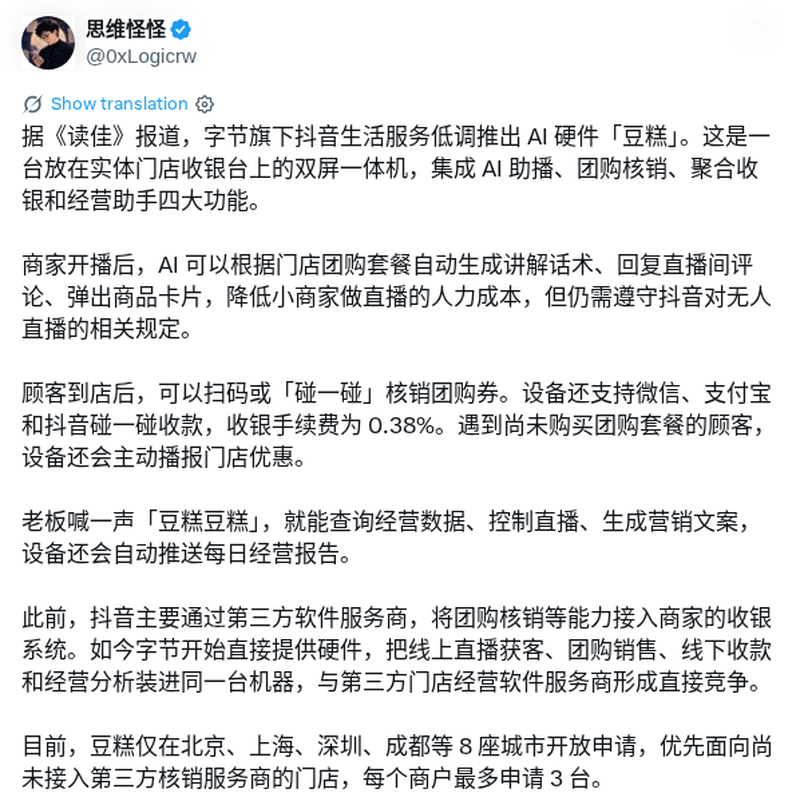 思维怪怪
@0xLogicrw
Show translation
据《读佳》报道，字节旗下抖音生活服务低调推出 AI 硬件「豆糕」。这是一
台放在实体门店收银台上的双屏一体机，集成 AI 助播、团购核销、聚合收
银和经营助手四大功能。
商家开播后，AI 可以根据门店团购套餐自动生成讲解话术、回复直播间评
论、弹出商品卡片，降低小商家做直播的人力成本，但仍需遵守抖音对无人
直播的相关规定。
顾客到店后，可以扫码或「碰一碰」核销团购券。设备还支持微信、支付宝
和抖音碰一碰收款，收银手续费为 0.38%。遇到尚未购买团购套餐的顾客，
设备还会主动播报门店优惠。
老板喊一声「豆糕豆糕」，就能查询经营数据、控制直播、生成营销文案，
设备还会自动推送每日经营报告。
此前，抖音主要通过第三方软件服务商，将团购核销等能力接入商家的收银
系统。如今字节开始直接提供硬件，把线上直播获客、团购销售、线下收款
和经营分析装进同一台机器，与第三方门店经营软件服务商形成直接竞争。
目前，豆糕仅在北京、上海、深圳、成都等 8 座城市开放申请，优先面向尚
未接入第三方核销服务商的门店，每个商户最多申请 3 台。